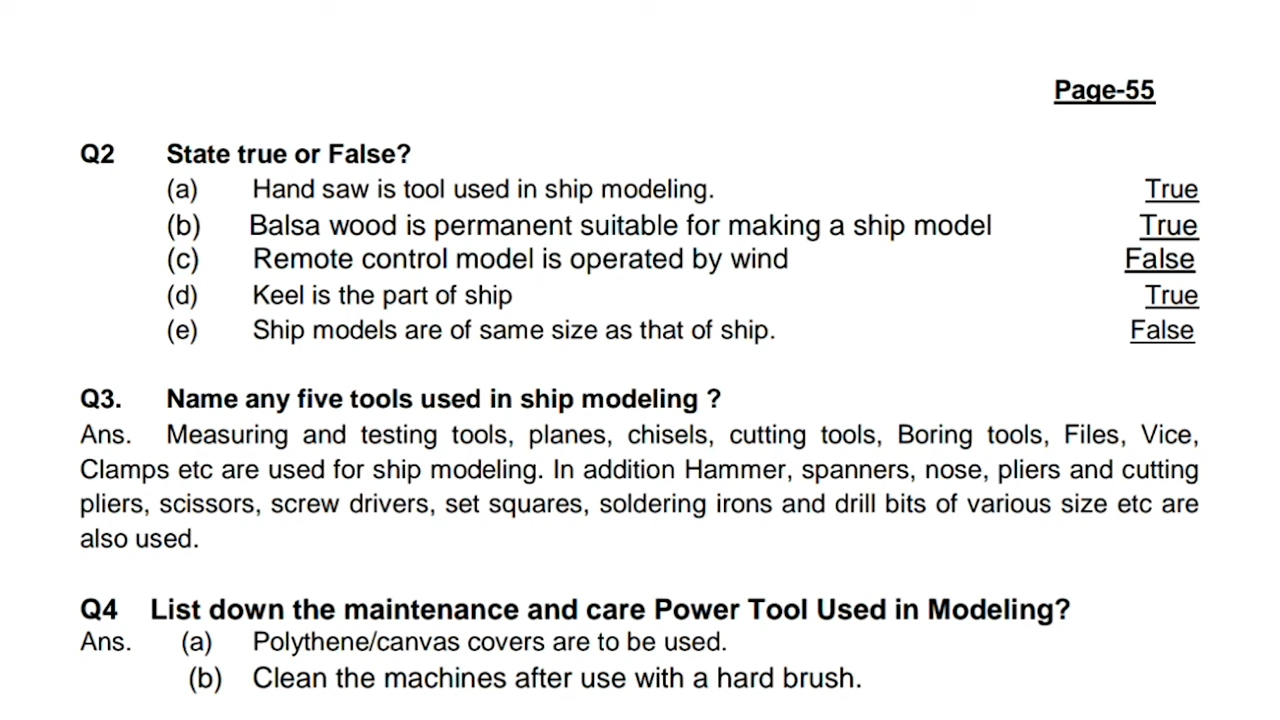 Page-55
Q2 State true or False?
(a) Hand saw is tool used in ship modeling. True
(b) Balsa wood is permanent suitable for making a ship model True
(c) Remote control model is operated by wind False
(d) Keel is the part of ship True
(e) Ship models are of same size as that of ship. False
Q3. Name any five tools used in ship modeling ?
Ans. Measuring and testing tools, planes, chisels, cutting tools, Boring tools, Files, Vice,
Clamps etc are used for ship modeling. In addition Hammer, spanners, nose, pliers and cutting
pliers, scissors, screw drivers, set squares, soldering irons and drill bits of various size etc are
also used.
Q4 List down the maintenance and care Power Tool Used in Modeling?
Ans. (a) Polythene/canvas covers are to be used.
(b) Clean the machines after use with a hard brush.